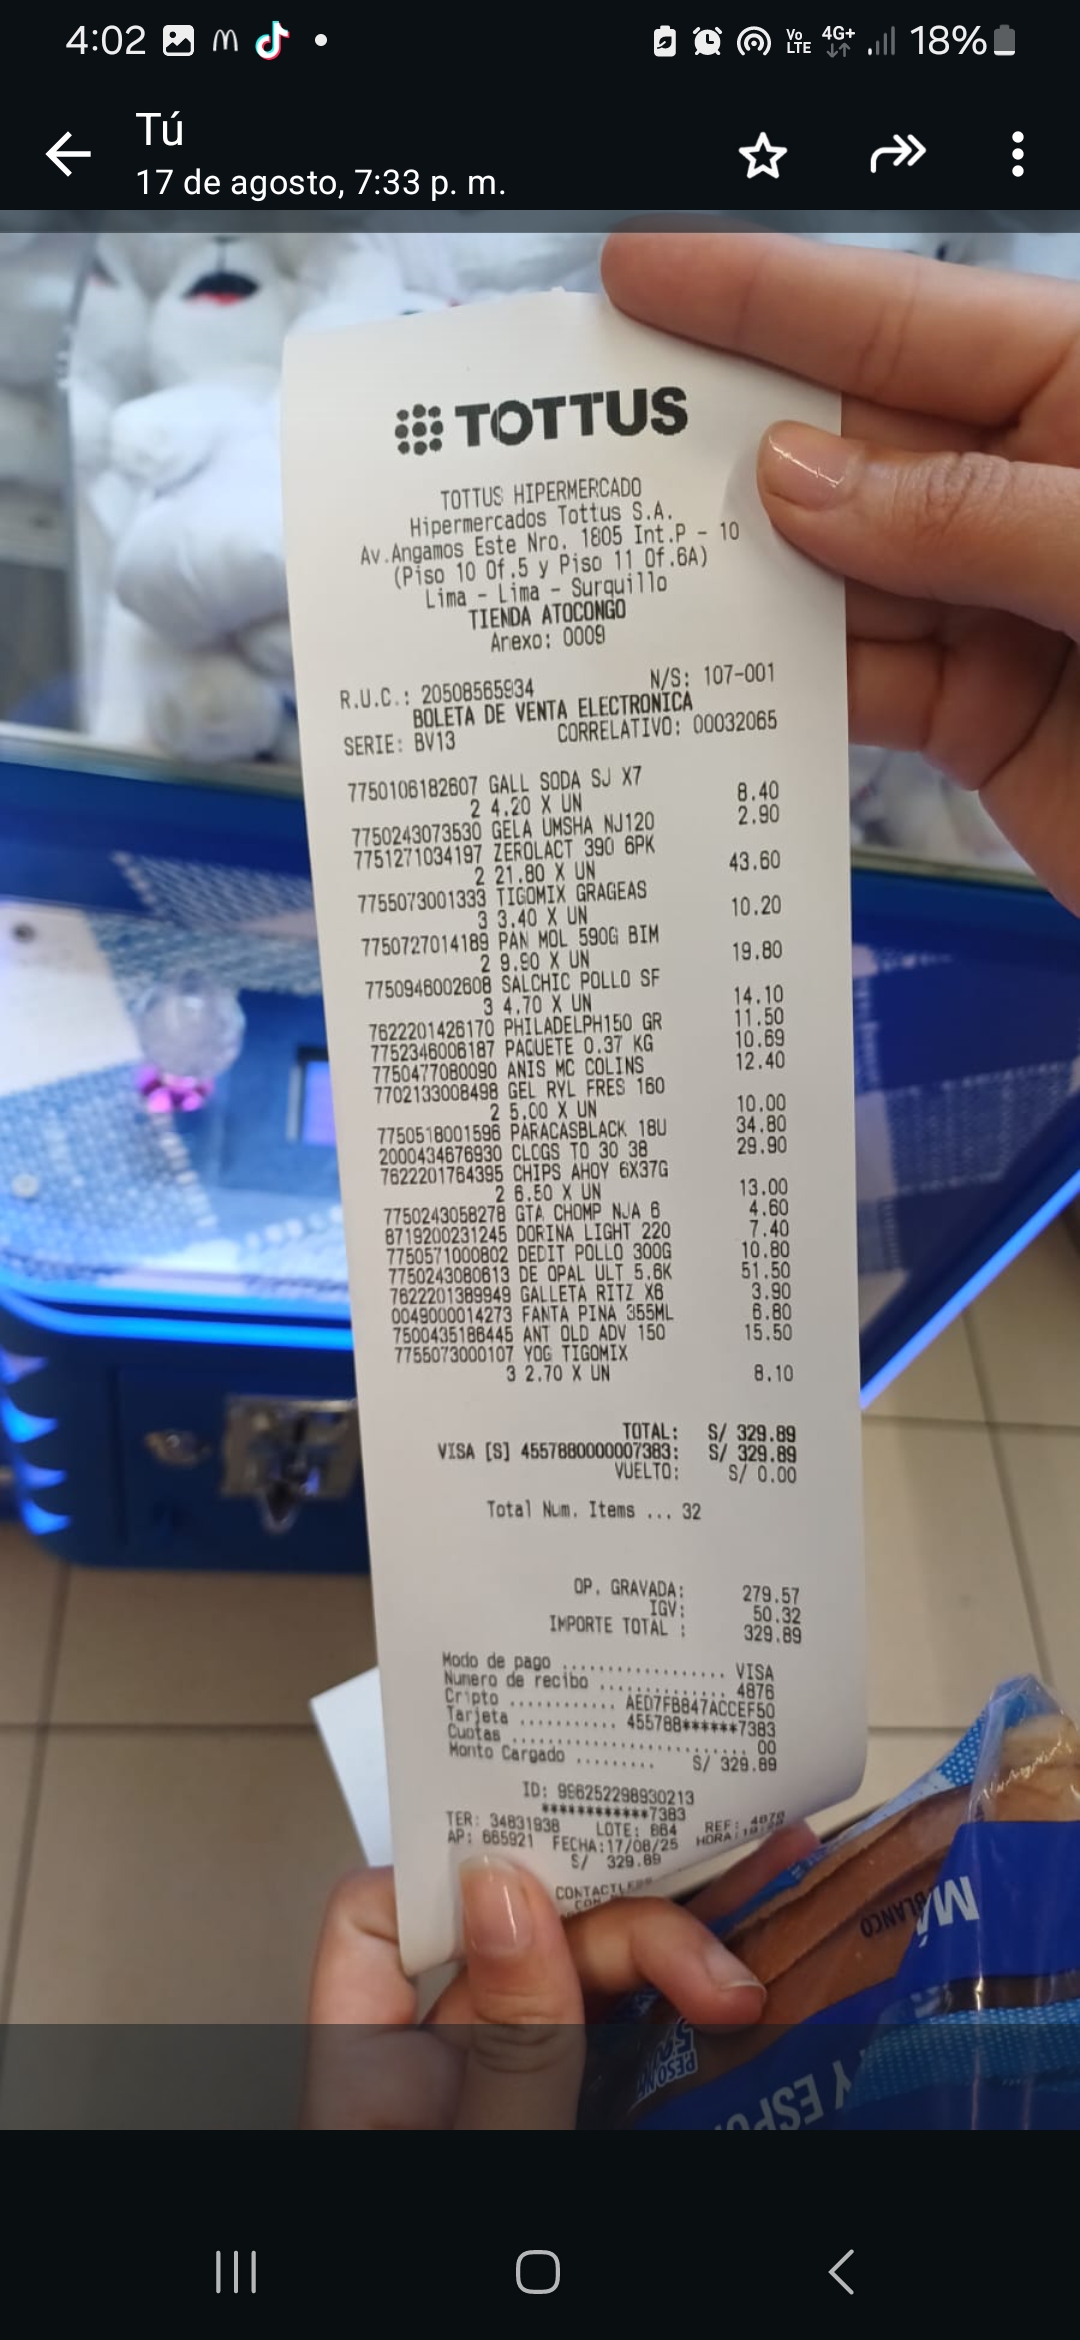 4:02
Vo LTE 4G+ 18%
Tú
17 de agosto, 7:33 p. m.
TOTTUS
TOTTUS HIPERMERCADO
Hipermercados Tottus S.A.
Av.Angamos Este Nro. 1805 Int.P - 10
(Piso 10 Of.5 y Piso 11 Of.6A)
Lima - Lima - Surquillo
TIENDA ATOCONGO
Anexo: 0009
R.U.C.: 20508565934 N/S: 107-001
BOLETA DE VENTA ELECTRONICA
SERIE: BV13 CORRELATIVO: 00032065
7750106182607 GALL SODA SJ X7
2 4.20 X UN 8.40
7750243073530 GELA UMSHA NJ120 2.90
7751271034197 ZEROLACT 390 6PK
2 21.80 X UN 43.60
7755073001333 TIGOMIX GRAGEAS
3 3.40 X UN 10.20
7750727014189 PAN MOL 590G BIM
2 9.90 X UN 19.80
7750946002608 SALCHIC POLLO SF
3 4.70 X UN 14.10
7622201426170 PHILADELPH150 GR 11.50
7752346006187 PAQUETE 0.37 KG 10.69
7750477080090 ANIS MC COLINS 12.40
7702133008498 GEL RYL FRES 160
2 5.00 X UN 10.00
7750518001596 PARACASBLACK 18U 34.80
2000434676930 CLOGS TO 30 38 29.90
7622201764395 CHIPS AHOY 6X37G
2 6.50 X UN 13.00
7750243058278 GTA CHOMP NJA 6 4.60
8719200231245 DORINA LIGHT 220 7.40
7750571000802 DEDIT POLLO 300G 10.80
7750243080613 DE OPAL ULT 5.6K 51.50
7622201389949 GALLETA RITZ X6 3.90
0049000014273 FANTA PINA 355ML 6.80
7500435186445 ANT OLD ADV 150 15.50
7755073000107 YOG TIGOMIX
3 2.70 X UN 8.10
TOTAL: S/ 329.89
VISA [S] 4557880000007383: S/ 329.89
VUELTO: S/ 0.00
Total Num. Items ... 32
OP. GRAVADA: 279.57
IGV: 50.32
IMPORTE TOTAL : 329.89
Modo de pago .................. VISA
Numero de recibo .............. 4876
Cripto ............ AED7FB847ACCEF50
Tarjeta ........... 455788******7383
Cuotas .......................... 00
Monto Cargado ......... S/ 329.89
ID: 996252298930213
************7383
TER: 34831938 LOTE: 884 REF: 4876
AP: 665921 FECHA:17/08/25 HORA:
S/ 329.89
BLANCO
PESO